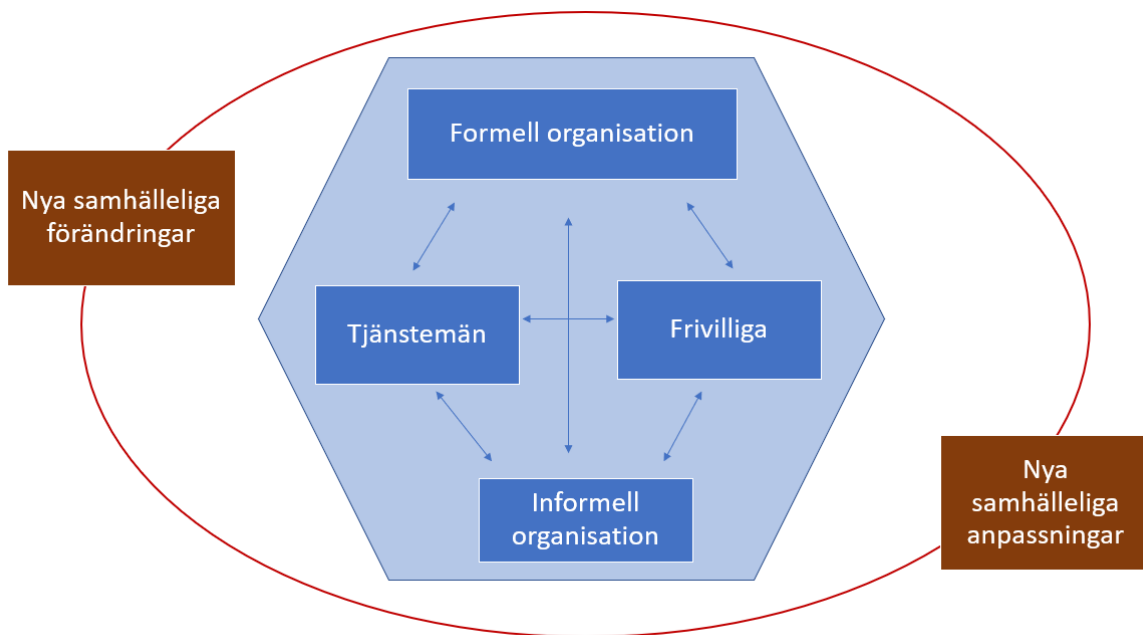 Formell organisation
Nya samhälleliga
förändringar
Tjänstemän
Frivilliga
Informell
organisation
Nya
samhälleliga
anpassningar